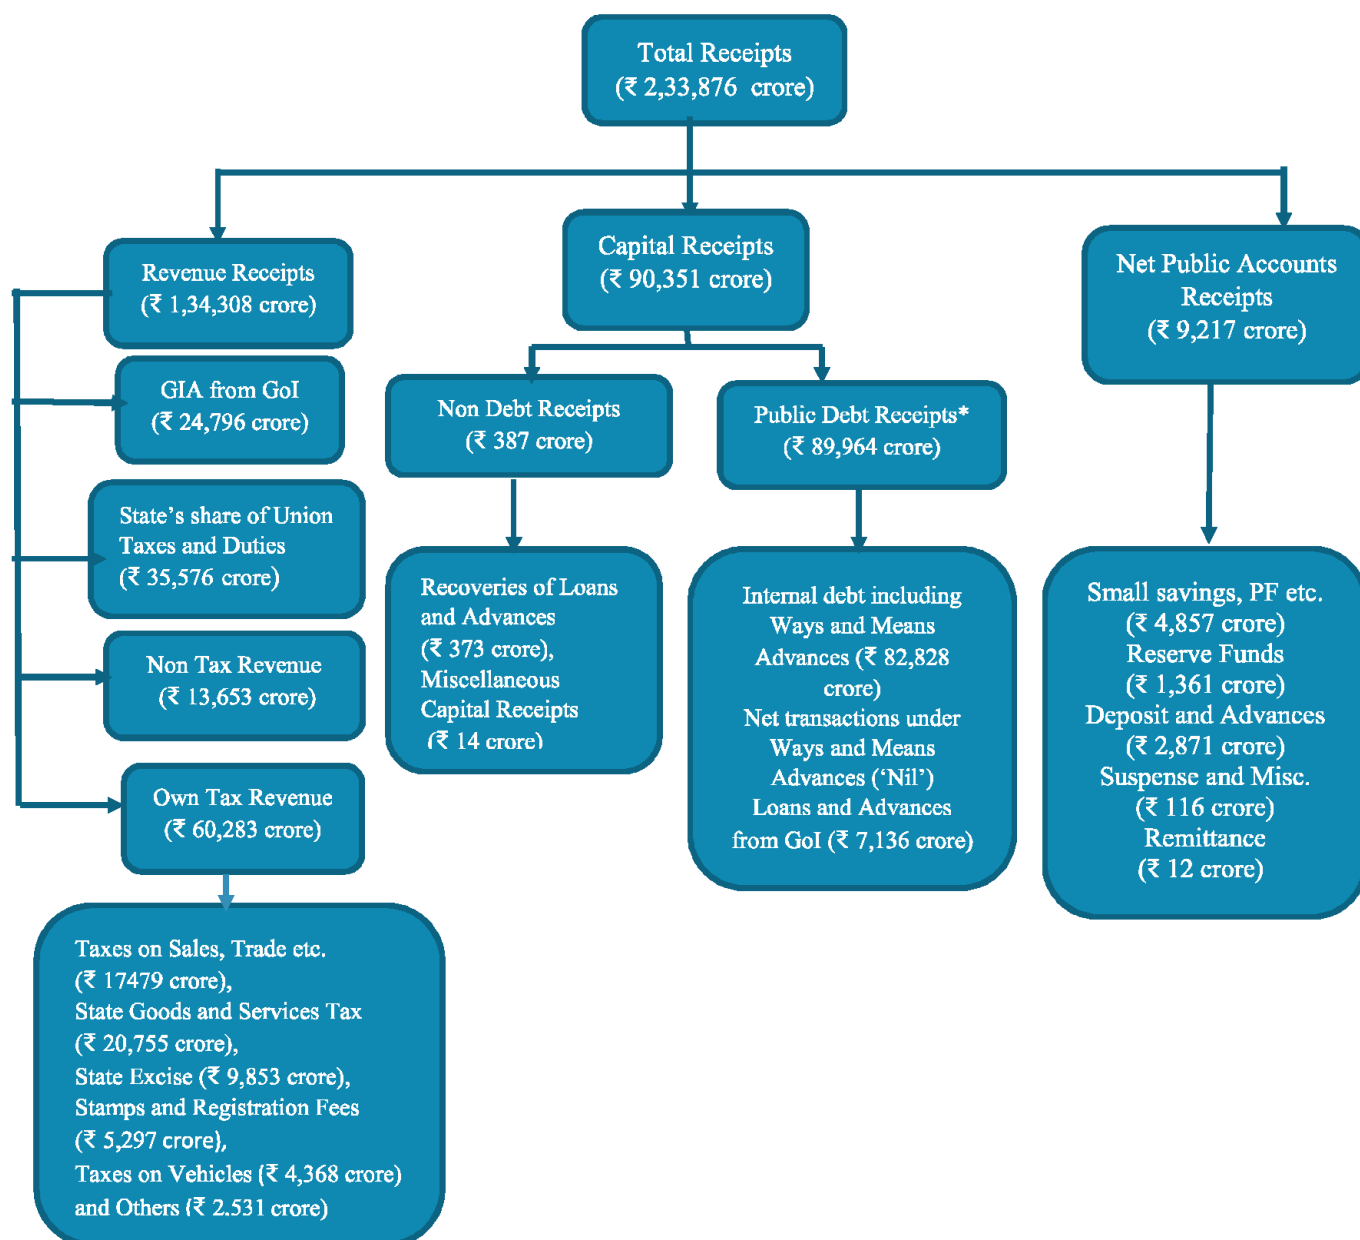 Total Receipts
(₹ 2,33,876 crore)
Revenue Receipts
(₹ 1,34,308 crore)
GIA from GoI
(₹ 24,796 crore)
State’s share of Union
Taxes and Duties
(₹ 35,576 crore)
Non Tax Revenue
(₹ 13,653 crore)
Own Tax Revenue
(₹ 60,283 crore)
Taxes on Sales, Trade etc.
(₹ 17479 crore),
State Goods and Services Tax
(₹ 20,755 crore),
State Excise (₹ 9,853 crore),
Stamps and Registration Fees
(₹ 5,297 crore),
Taxes on Vehicles (₹ 4,368 crore)
and Others (₹ 2,531 crore)
Capital Receipts
(₹ 90,351 crore)
Non Debt Receipts
(₹ 387 crore)
Recoveries of Loans
and Advances
(₹ 373 crore),
Miscellaneous
Capital Receipts
(₹ 14 crore)
Public Debt Receipts*
(₹ 89,964 crore)
Internal debt including
Ways and Means
Advances (₹ 82,828
crore)
Net transactions under
Ways and Means
Advances (‘Nil’)
Loans and Advances
from GoI (₹ 7,136 crore)
Net Public Accounts
Receipts
(₹ 9,217 crore)
Small savings, PF etc.
(₹ 4,857 crore)
Reserve Funds
(₹ 1,361 crore)
Deposit and Advances
(₹ 2,871 crore)
Suspense and Misc.
(₹ 116 crore)
Remittance
(₹ 12 crore)